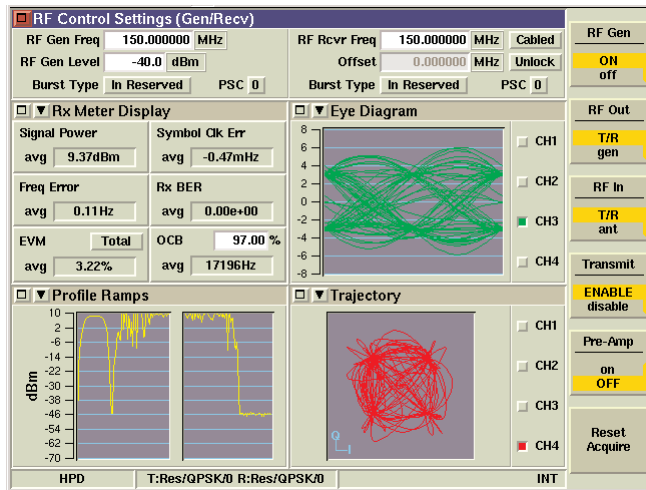 RF Control Settings (Gen/Recv)
RF Gen Freq 150.000000 MHz
RF Rcvr Freq 150.000000 MHz Cabled
RF Gen Level -40.0 dBm
Offset 0.000000 MHz Unlock
Burst Type In Reserved PSC 0
Burst Type In Reserved PSC 0
Rx Meter Display
Signal Power
avg 9.37dBm
Symbol Clk Err
avg -0.47mHz
Freq Error
avg 0.11Hz
Rx BER
avg 0.00e+00
EVM Total
avg 3.22%
OCB 97.00 %
avg 17196Hz
Eye Diagram
8
6
4
2
0
-2
-4
-6
-8
CH1
CH2
CH3
CH4
Profile Ramps
dBm
10
2
-6
-14
-22
-30
-38
-46
-54
-62
-70
Trajectory
Q
I
CH1
CH2
CH3
CH4
HPD T:Res/QPSK/0 R:Res/QPSK/0 INT
RF Gen
ON
off
RF Out
T/R
gen
RF In
T/R
ant
Transmit
ENABLE
disable
Pre-Amp
on
OFF
Reset
Acquire